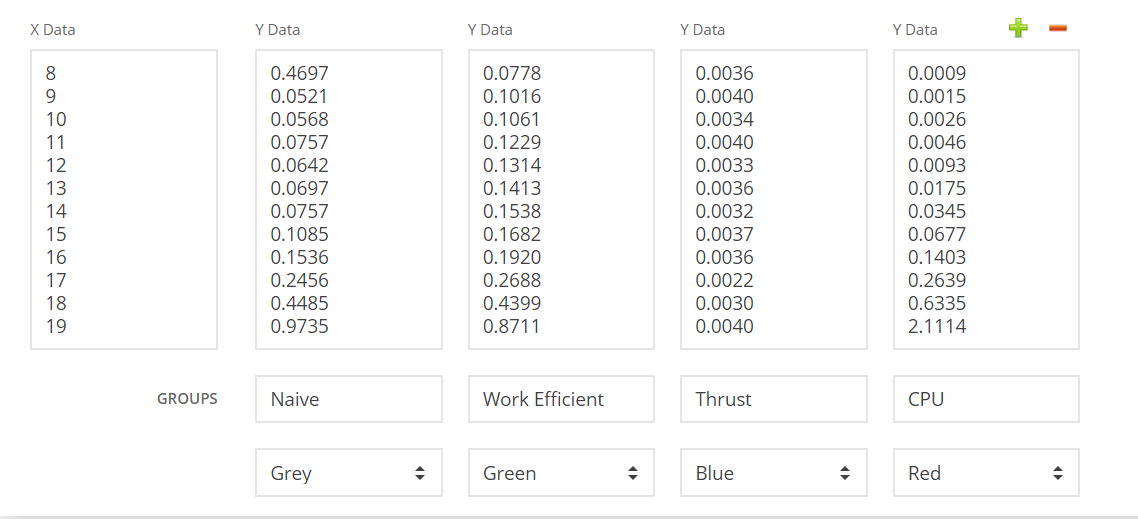 X Data Y Data Y Data Y Data Y Data
8 0.4697 0.0778 0.0036 0.0009
9 0.0521 0.1016 0.0040 0.0015
10 0.0568 0.1061 0.0034 0.0026
11 0.0757 0.1229 0.0040 0.0046
12 0.0642 0.1314 0.0033 0.0093
13 0.0697 0.1413 0.0036 0.0175
14 0.0757 0.1538 0.0032 0.0345
15 0.1085 0.1682 0.0037 0.0677
16 0.1536 0.1920 0.0036 0.1403
17 0.2456 0.2688 0.0022 0.2639
18 0.4485 0.4399 0.0030 0.6335
19 0.9735 0.8711 0.0040 2.1114
GROUPS Naive Work Efficient Thrust CPU
Grey Green Blue Red